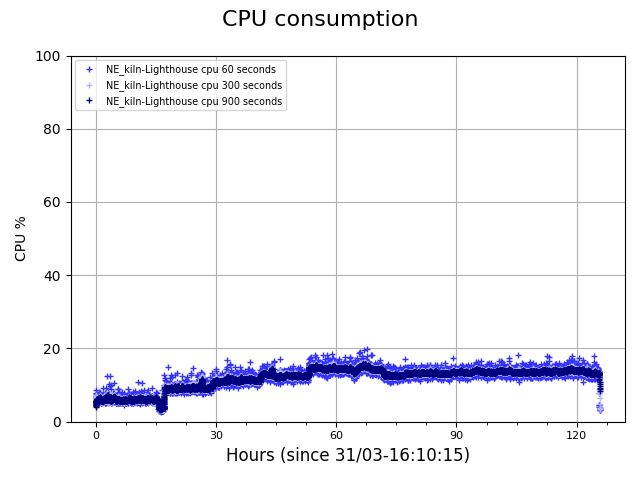 CPU consumption
100
80
60
40
20
0
CPU %
NE_kiln-Lighthouse cpu 60 seconds
NE_kiln-Lighthouse cpu 300 seconds
NE_kiln-Lighthouse cpu 900 seconds
0 30 60 90 120
Hours (since 31/03-16:10:15)